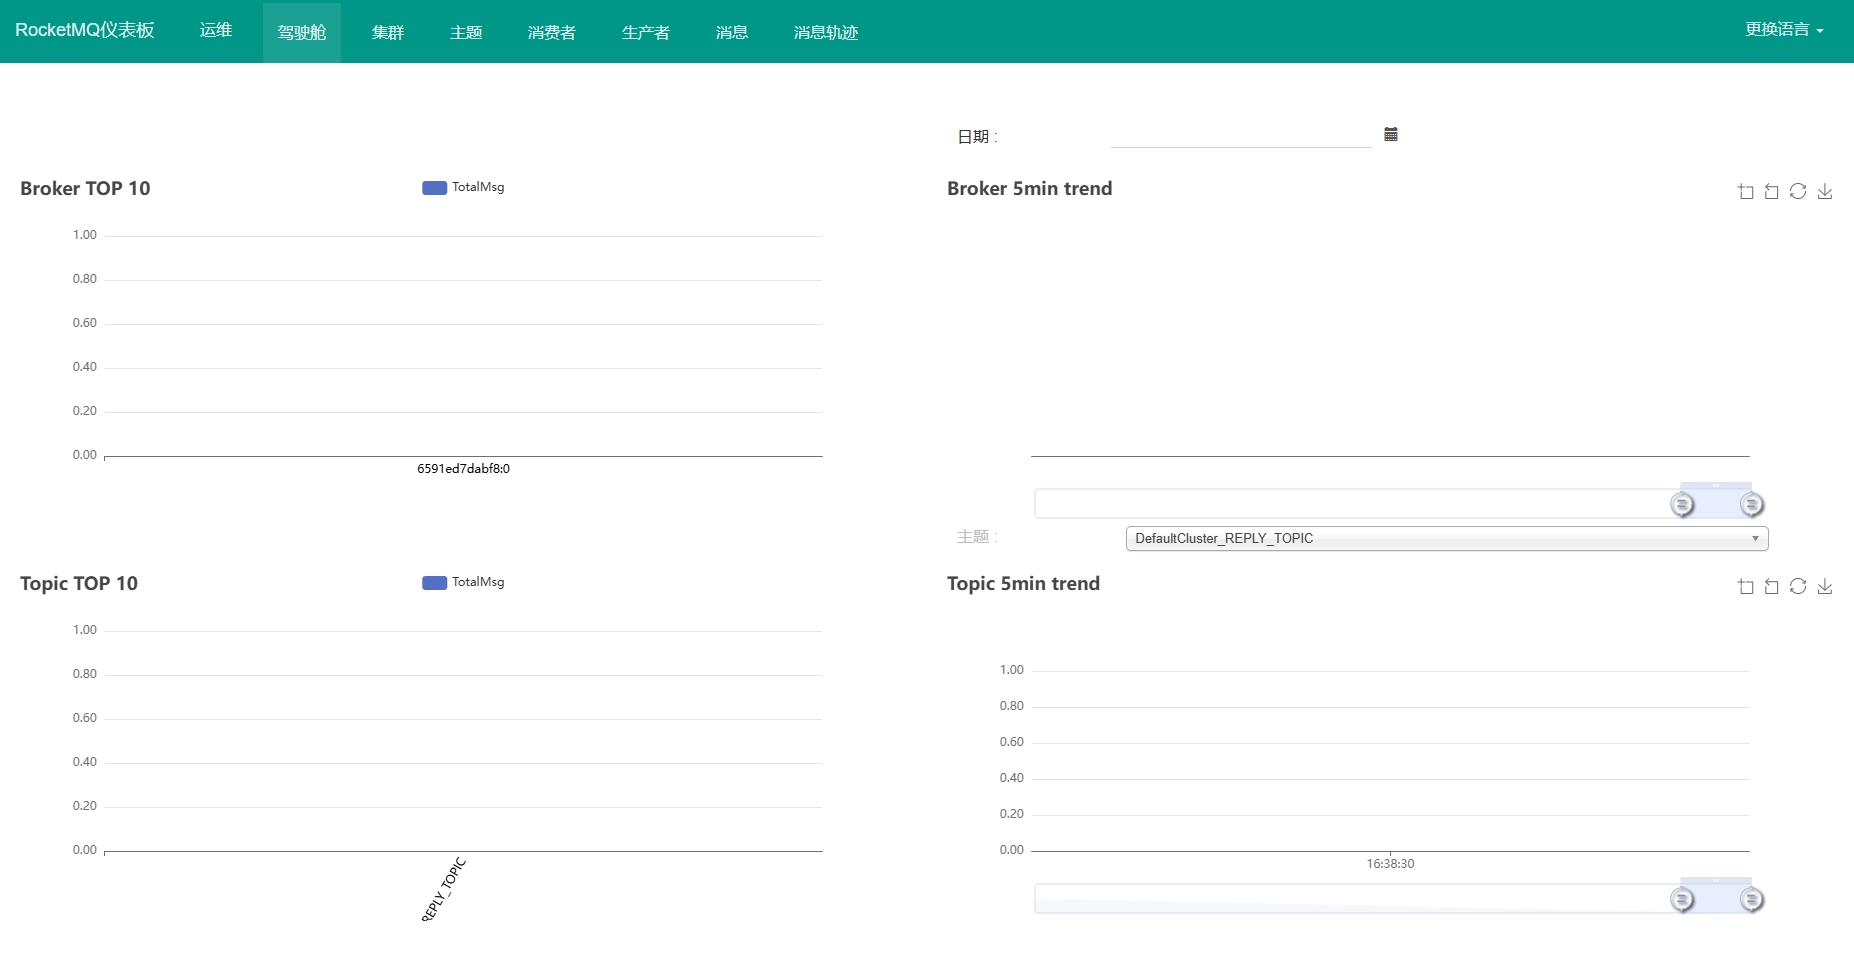 RocketMQ仪表板 运维 驾驶舱 集群 主题 消费者 生产者 消息 消息轨迹 更换语言
日期 :
Broker TOP 10
TotalMsg
1.00
0.80
0.60
0.40
0.20
0.00
6591ed7dabf8:0
Broker 5min trend
主题 :
DefaultCluster_REPLY_TOPIC
Topic TOP 10
TotalMsg
1.00
0.80
0.60
0.40
0.20
0.00
REPLY_TOPIC
Topic 5min trend
1.00
0.80
0.60
0.40
0.20
0.00
16:38:30